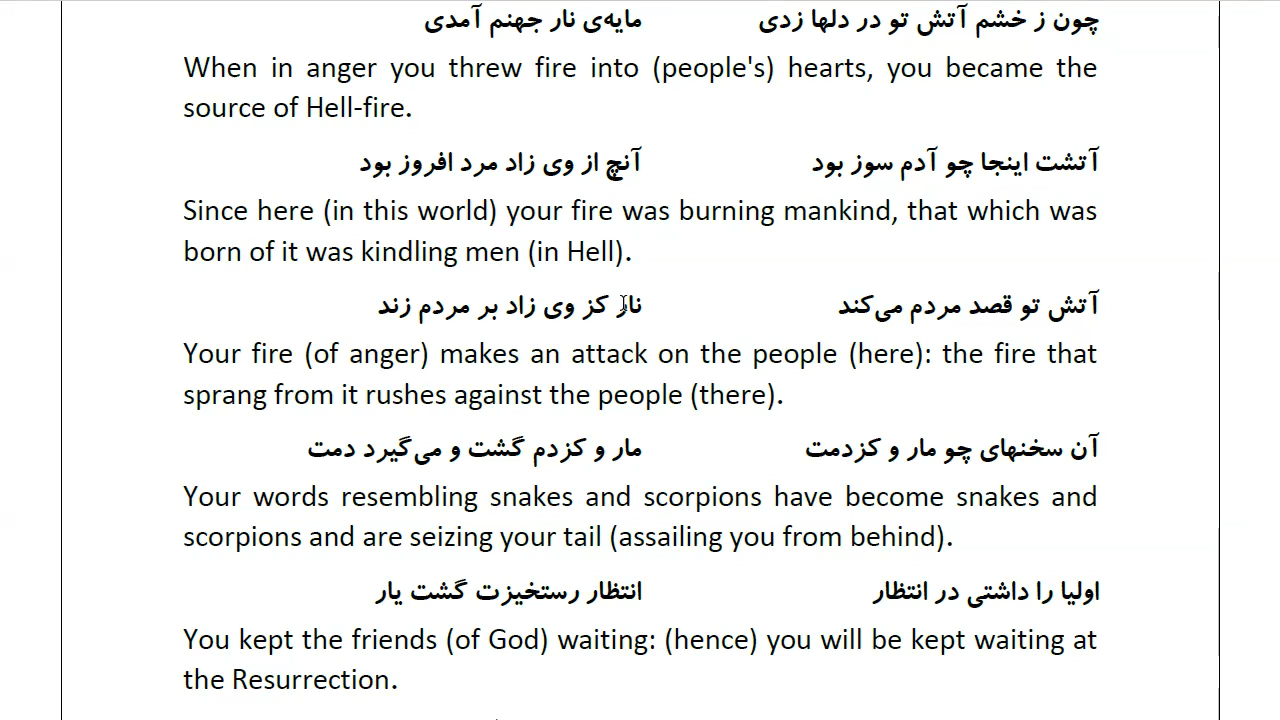 چون ز خشم آتش تو در دلها زدی مایه‌ی نار جهنم آمدی
When in anger you threw fire into (people's) hearts, you became the
source of Hell-fire.
آتشت اینجا چو آدم سوز بود آنچ از وی زاد مرد افروز بود
Since here (in this world) your fire was burning mankind, that which was
born of it was kindling men (in Hell).
آتش تو قصد مردم می‌کند نار کز وی زاد بر مردم زند
Your fire (of anger) makes an attack on the people (here): the fire that
sprang from it rushes against the people (there).
آن سخنهای چو مار و کزدمت مار و کزدم گشت و می‌گیرد دمت
Your words resembling snakes and scorpions have become snakes and
scorpions and are seizing your tail (assailing you from behind).
اولیا را داشتی در انتظار انتظار رستخیزت گشت یار
You kept the friends (of God) waiting: (hence) you will be kept waiting at
the Resurrection.